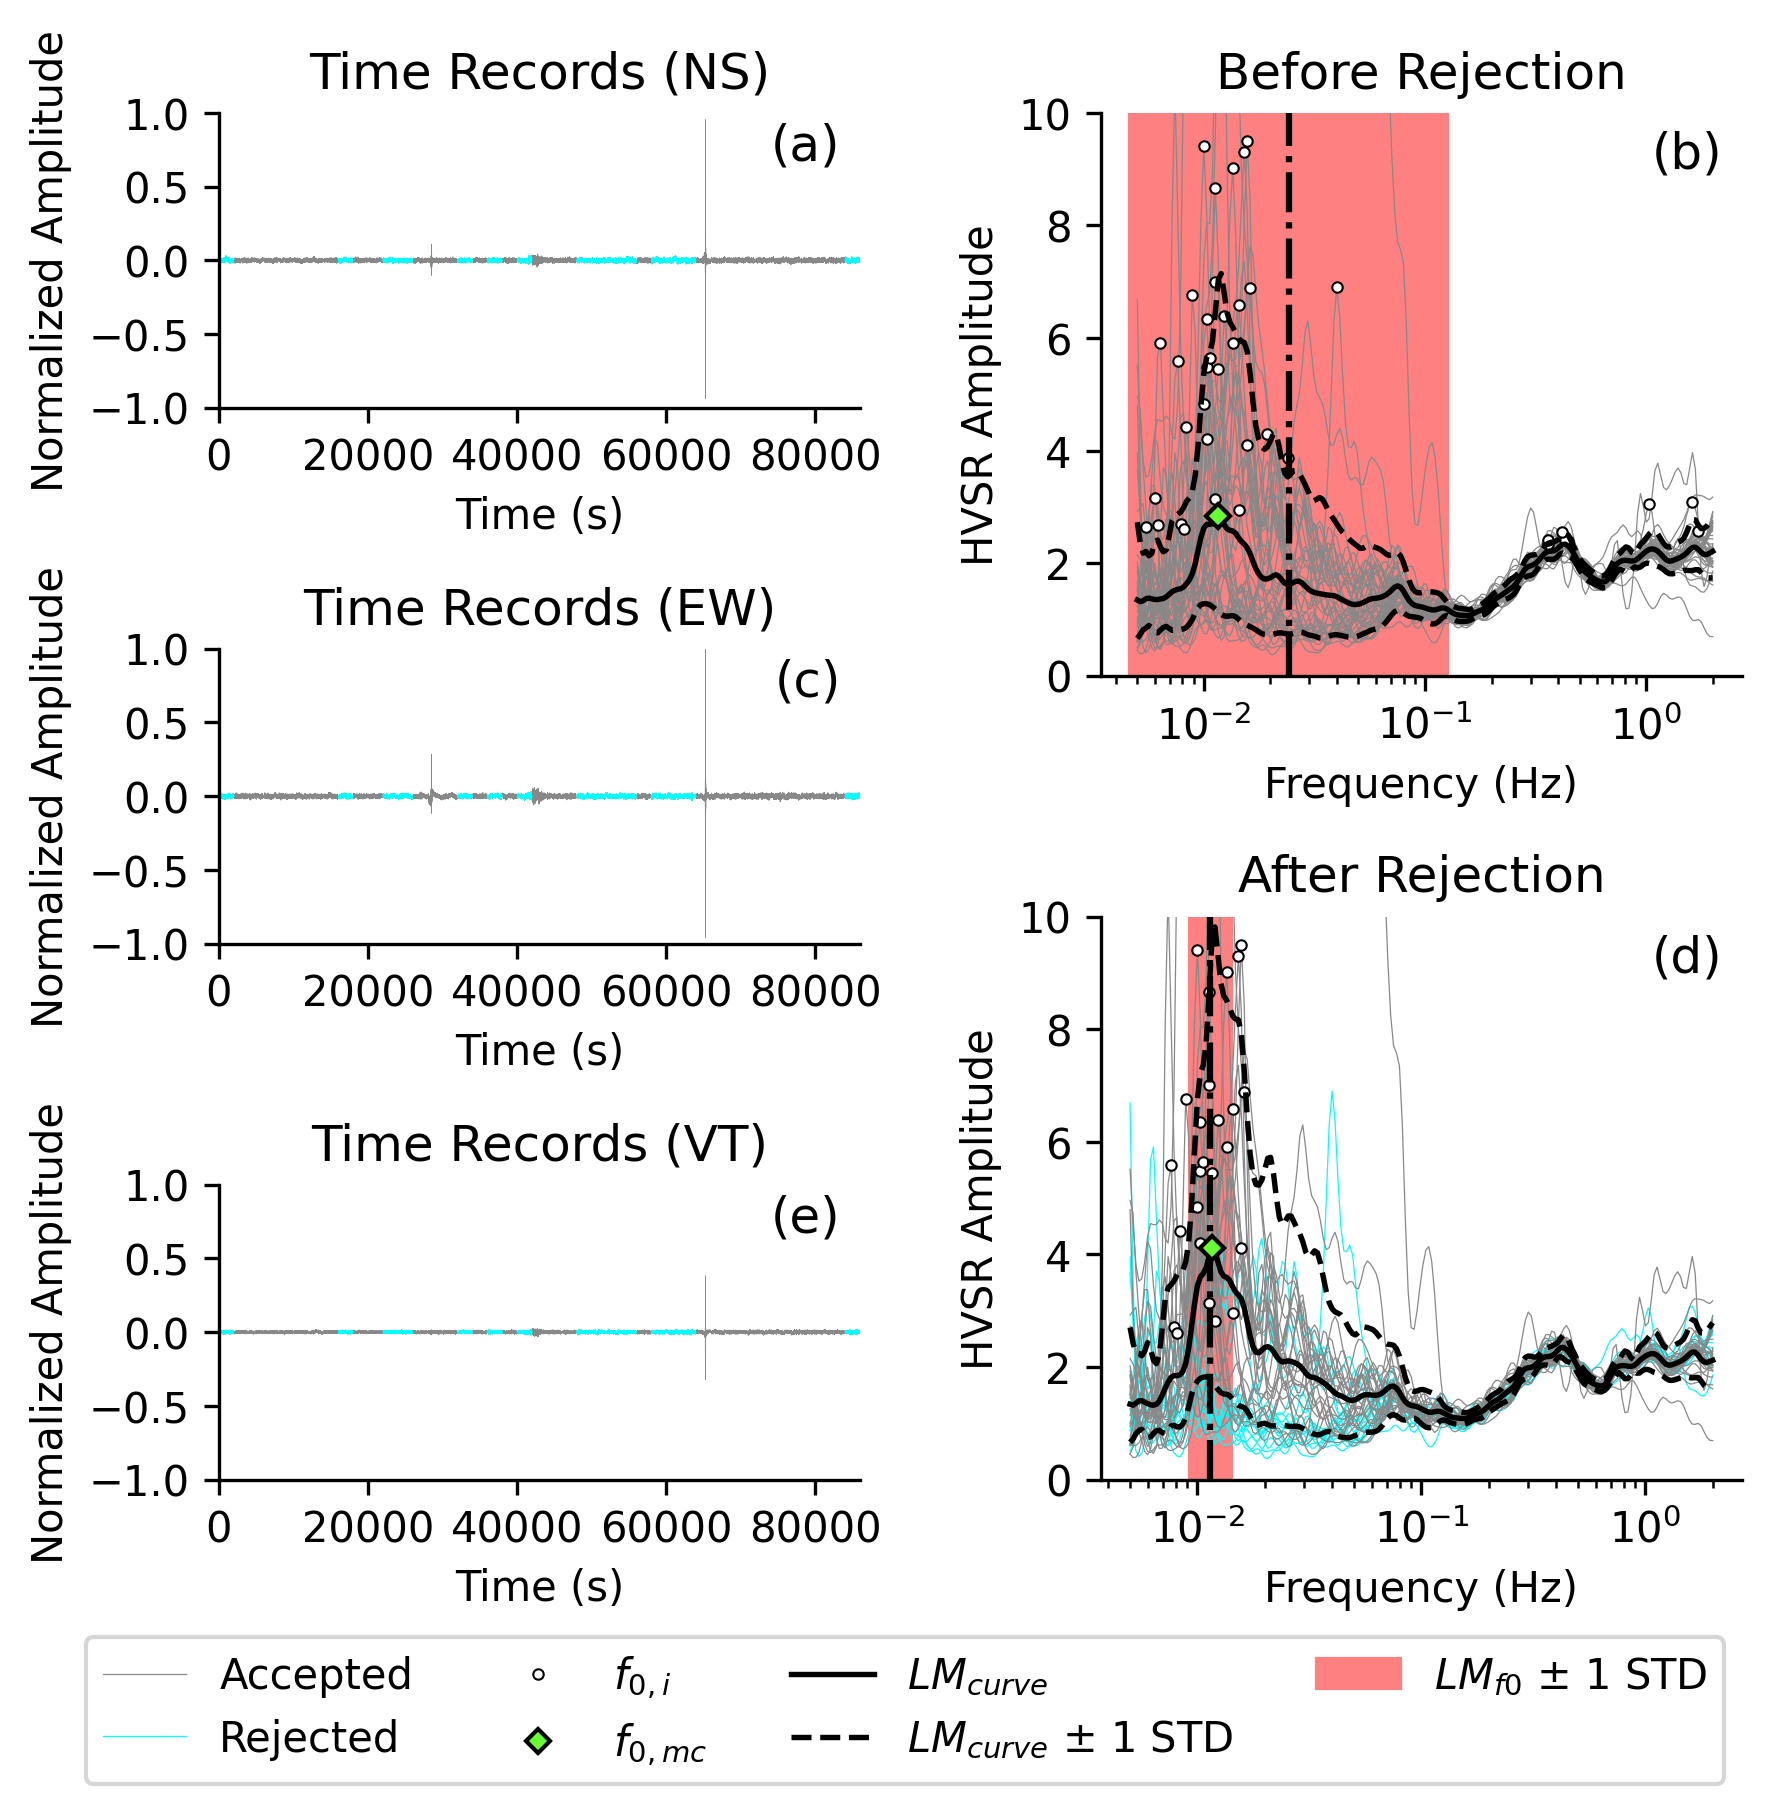 Time Records (NS)
(a)
Normalized Amplitude
1.0
0.5
0.0
−0.5
−1.0
0 20000 40000 60000 80000
Time (s)
Before Rejection
(b)
HVSR Amplitude
10
8
6
4
2
0
10⁻² 10⁻¹ 10⁰
Frequency (Hz)
Time Records (EW)
(c)
Normalized Amplitude
1.0
0.5
0.0
−0.5
−1.0
0 20000 40000 60000 80000
Time (s)
After Rejection
(d)
HVSR Amplitude
10
8
6
4
2
0
10⁻² 10⁻¹ 10⁰
Frequency (Hz)
Time Records (VT)
(e)
Normalized Amplitude
1.0
0.5
0.0
−0.5
−1.0
0 20000 40000 60000 80000
Time (s)
Accepted
Rejected
f0,i
f0,mc
LMcurve
LMcurve ± 1 STD
LMf0 ± 1 STD